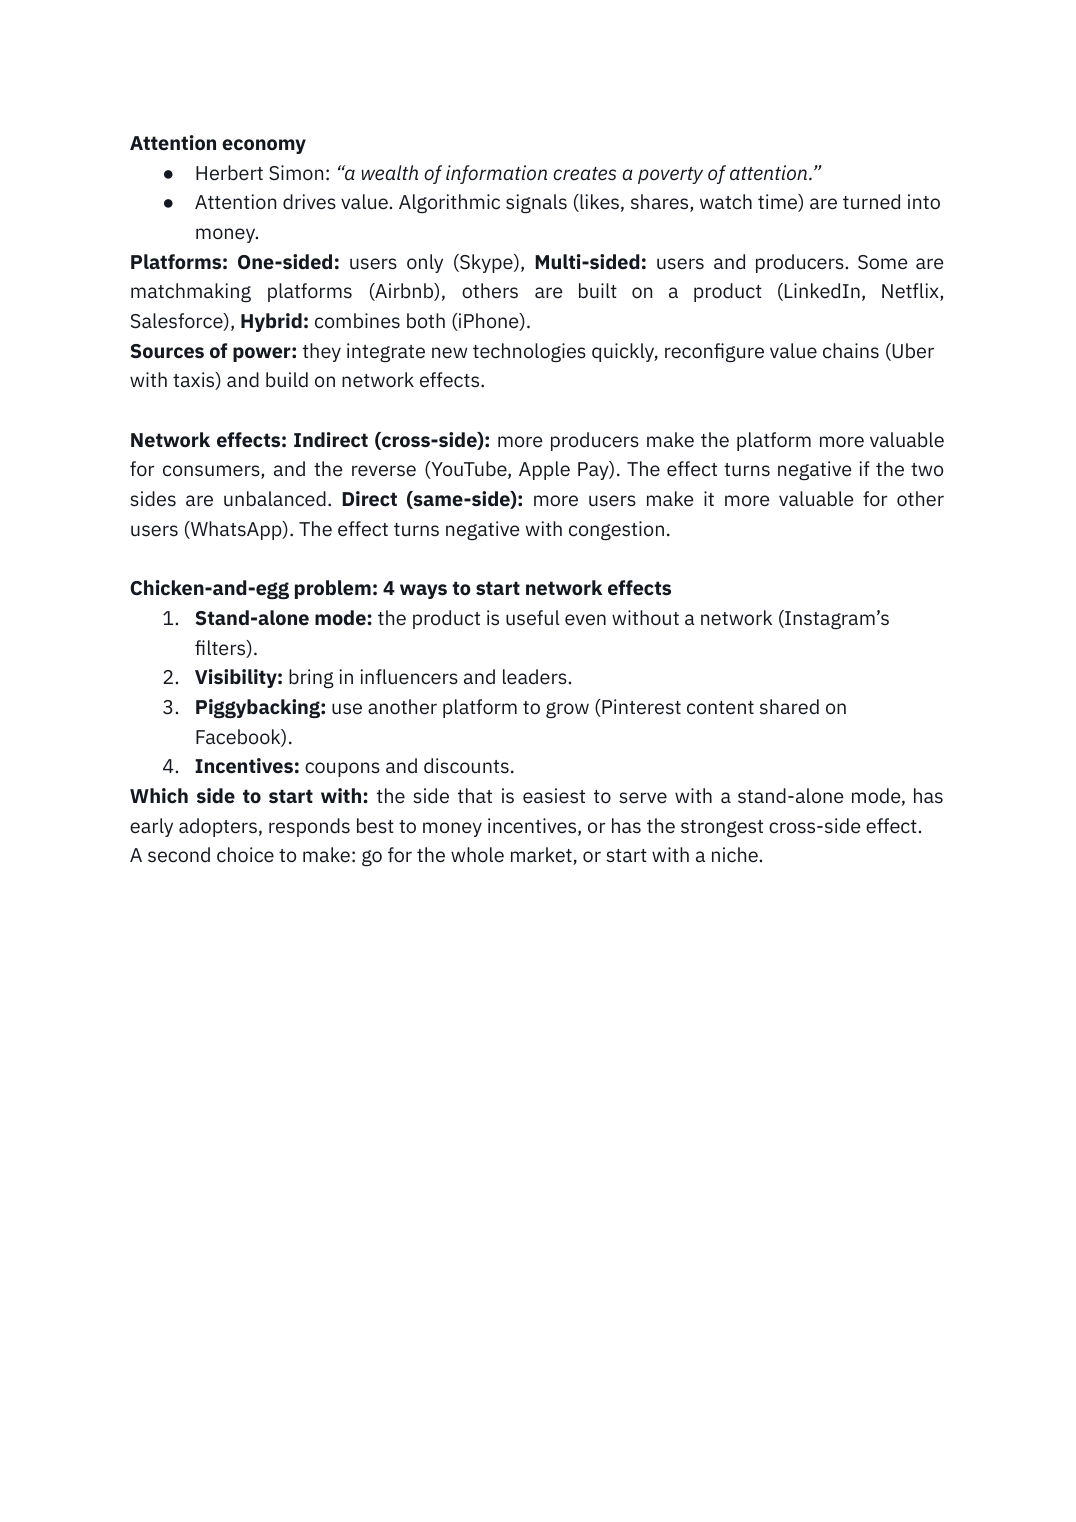 Attention economy
● Herbert Simon: “a wealth of information creates a poverty of attention.”
● Attention drives value. Algorithmic signals (likes, shares, watch time) are turned into
money.
Platforms: One-sided: users only (Skype), Multi-sided: users and producers. Some are
matchmaking platforms (Airbnb), others are built on a product (LinkedIn, Netflix,
Salesforce), Hybrid: combines both (iPhone).
Sources of power: they integrate new technologies quickly, reconfigure value chains (Uber
with taxis) and build on network effects.
Network effects: Indirect (cross-side): more producers make the platform more valuable
for consumers, and the reverse (YouTube, Apple Pay). The effect turns negative if the two
sides are unbalanced. Direct (same-side): more users make it more valuable for other
users (WhatsApp). The effect turns negative with congestion.
Chicken-and-egg problem: 4 ways to start network effects
1. Stand-alone mode: the product is useful even without a network (Instagram’s
filters).
2. Visibility: bring in influencers and leaders.
3. Piggybacking: use another platform to grow (Pinterest content shared on
Facebook).
4. Incentives: coupons and discounts.
Which side to start with: the side that is easiest to serve with a stand-alone mode, has
early adopters, responds best to money incentives, or has the strongest cross-side effect.
A second choice to make: go for the whole market, or start with a niche.